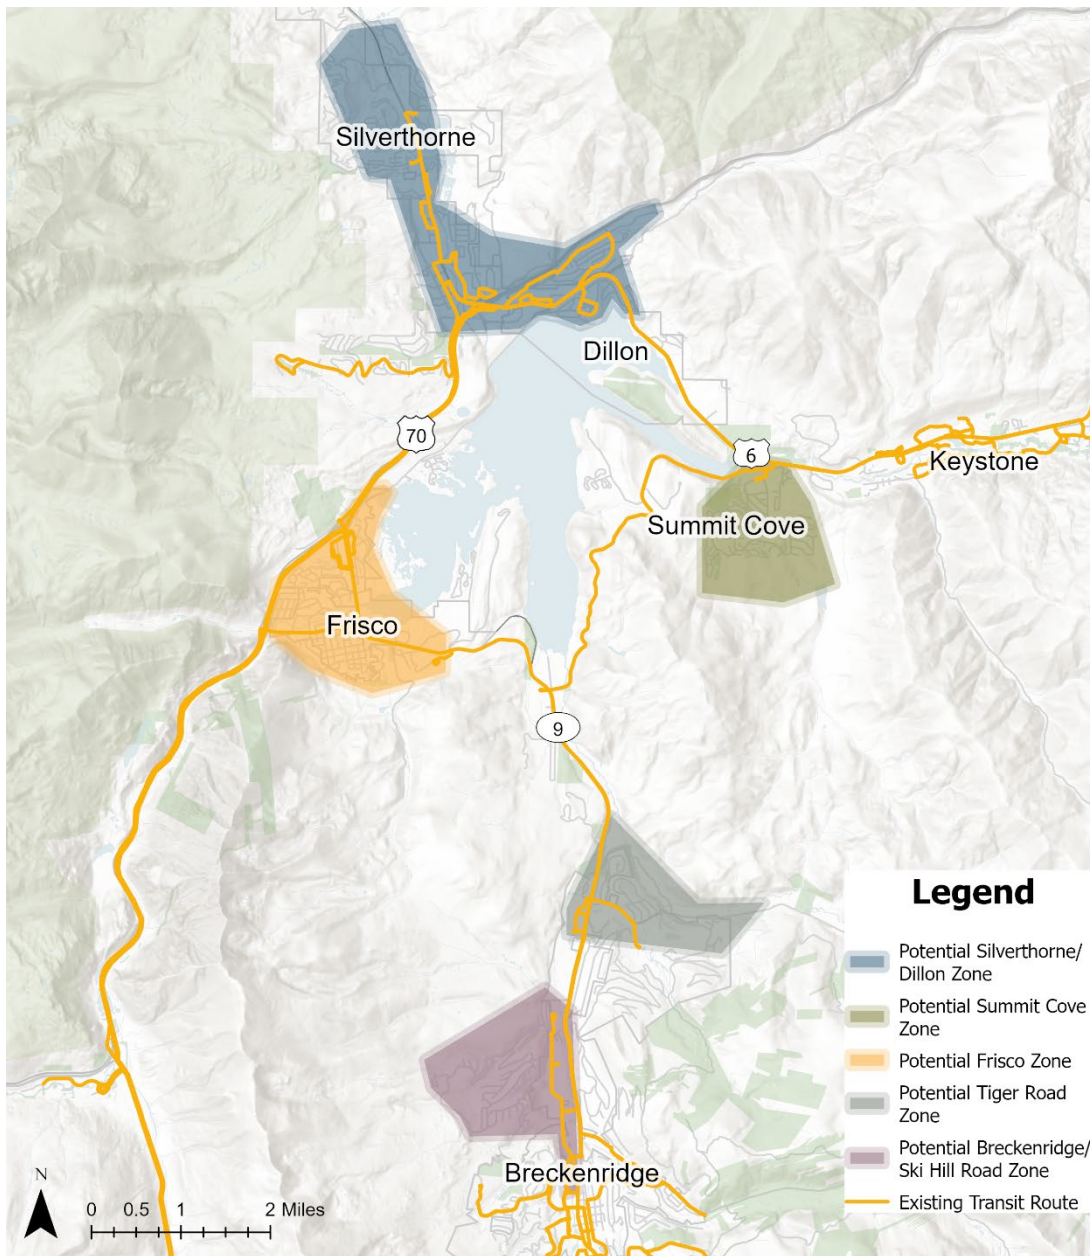 Silverthorne
Dillon
70
6
Keystone
Summit Cove
Frisco
9
Breckenridge
Legend
Potential Silverthorne/
Dillon Zone
Potential Summit Cove
Zone
Potential Frisco Zone
Potential Tiger Road
Zone
Potential Breckenridge/
Ski Hill Road Zone
Existing Transit Route
N
0 0.5 1 2 Miles